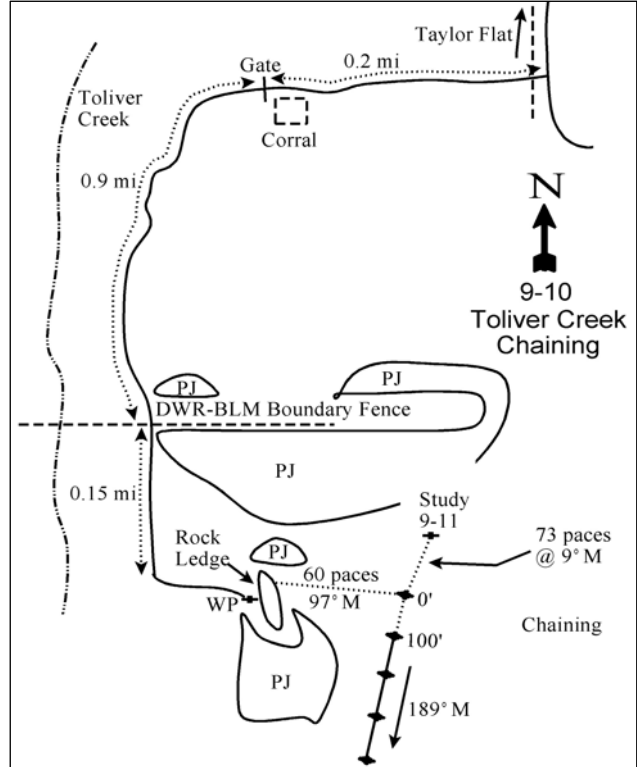 Taylor Flat
0.2 mi
Gate
Toliver
Creek
Corral
0.9 mi
N
9-10
Toliver Creek
Chaining
PJ
PJ
DWR-BLM Boundary Fence
PJ
0.15 mi
Study
9-11
73 paces
@ 9° M
Rock
Ledge
PJ
60 paces
97° M
WP
0'
Chaining
100'
PJ
189° M